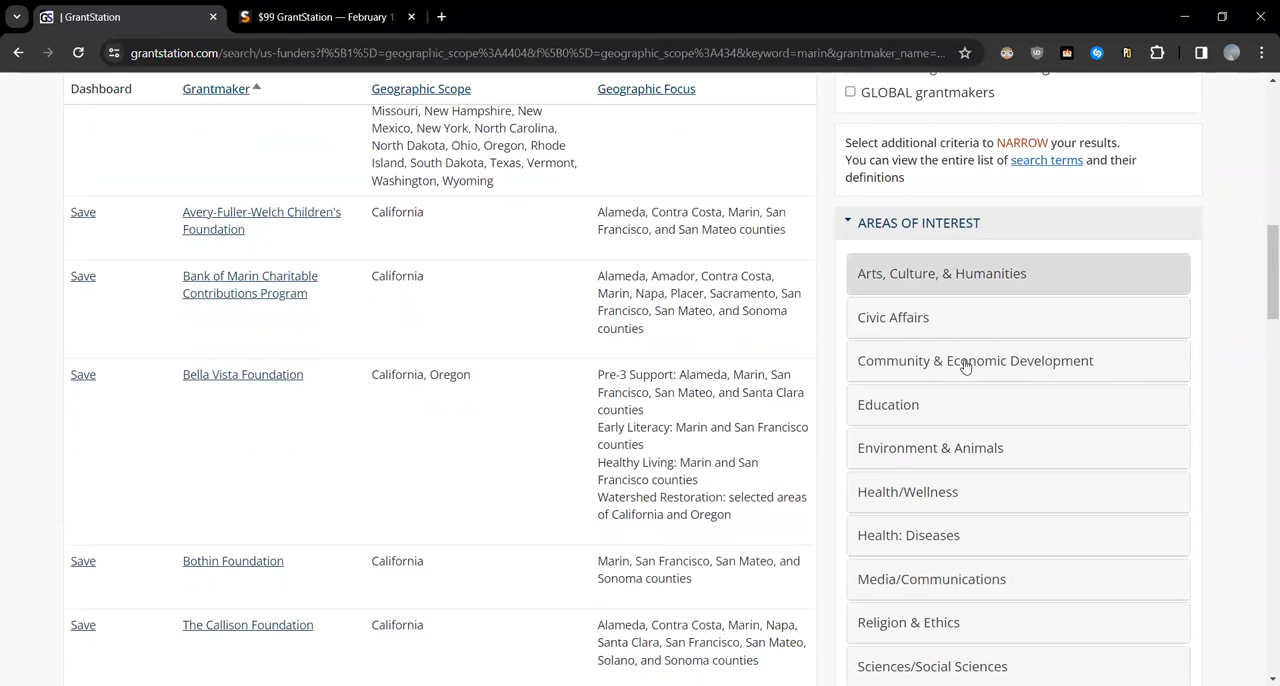 GS | GrantStation
$99 GrantStation — February 1
grantstation.com/search/us-funders?f%5B1%5D=geographic_scope%3A4404&f%5B0%5D=geographic_scope%3A434&keyword=marin&grantmaker_name=...
Dashboard Grantmaker Geographic Scope Geographic Focus
Missouri, New Hampshire, New
Mexico, New York, North Carolina,
North Dakota, Ohio, Oregon, Rhode
Island, South Dakota, Texas, Vermont,
Washington, Wyoming
Save Avery-Fuller-Welch Children's California Alameda, Contra Costa, Marin, San
Foundation Francisco, and San Mateo counties
Save Bank of Marin Charitable California Alameda, Amador, Contra Costa,
Contributions Program Marin, Napa, Placer, Sacramento, San
Francisco, San Mateo, and Sonoma
counties
Save Bella Vista Foundation California, Oregon Pre-3 Support: Alameda, Marin, San
Francisco, San Mateo, and Santa Clara
counties
Early Literacy: Marin and San Francisco
counties
Healthy Living: Marin and San
Francisco counties
Watershed Restoration: selected areas
of California and Oregon
Save Bothin Foundation California Marin, San Francisco, San Mateo, and
Sonoma counties
Save The Callison Foundation California Alameda, Contra Costa, Marin, Napa,
Santa Clara, San Francisco, San Mateo,
Solano, and Sonoma counties
GLOBAL grantmakers
Select additional criteria to NARROW your results.
You can view the entire list of search terms and their
definitions
AREAS OF INTEREST
Arts, Culture, & Humanities
Civic Affairs
Community & Economic Development
Education
Environment & Animals
Health/Wellness
Health: Diseases
Media/Communications
Religion & Ethics
Sciences/Social Sciences